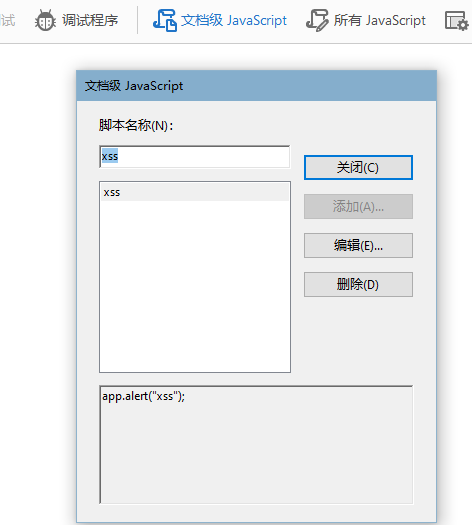 试 调试程序 文档级 JavaScript 所有 JavaScript
文档级 JavaScript
脚本名称(N):
xss
关闭(C)
xss
添加(A)...
编辑(E)...
删除(D)
app.alert("xss");